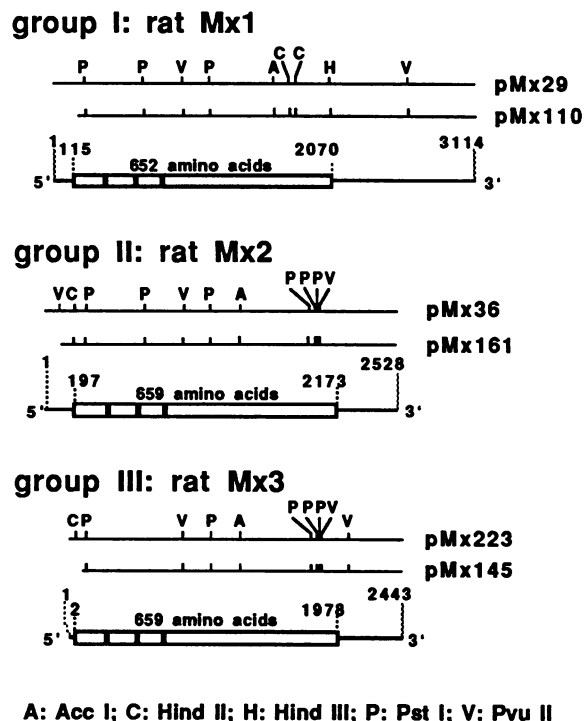 group I: rat Mx1
P P V P A C C H V
pMx29
pMx110
1 115 652 amino acids 2070 3114
5' 3'
group II: rat Mx2
V C P P V P A P P P V
pMx36
pMx161
1 197 659 amino acids 2173 2528
5' 3'
group III: rat Mx3
C P V P A P P P V V
pMx223
pMx145
1 2 659 amino acids 1978 2443
5' 3'
A: Acc I; C: Hind II; H: Hind III; P: Pst I; V: Pvu II